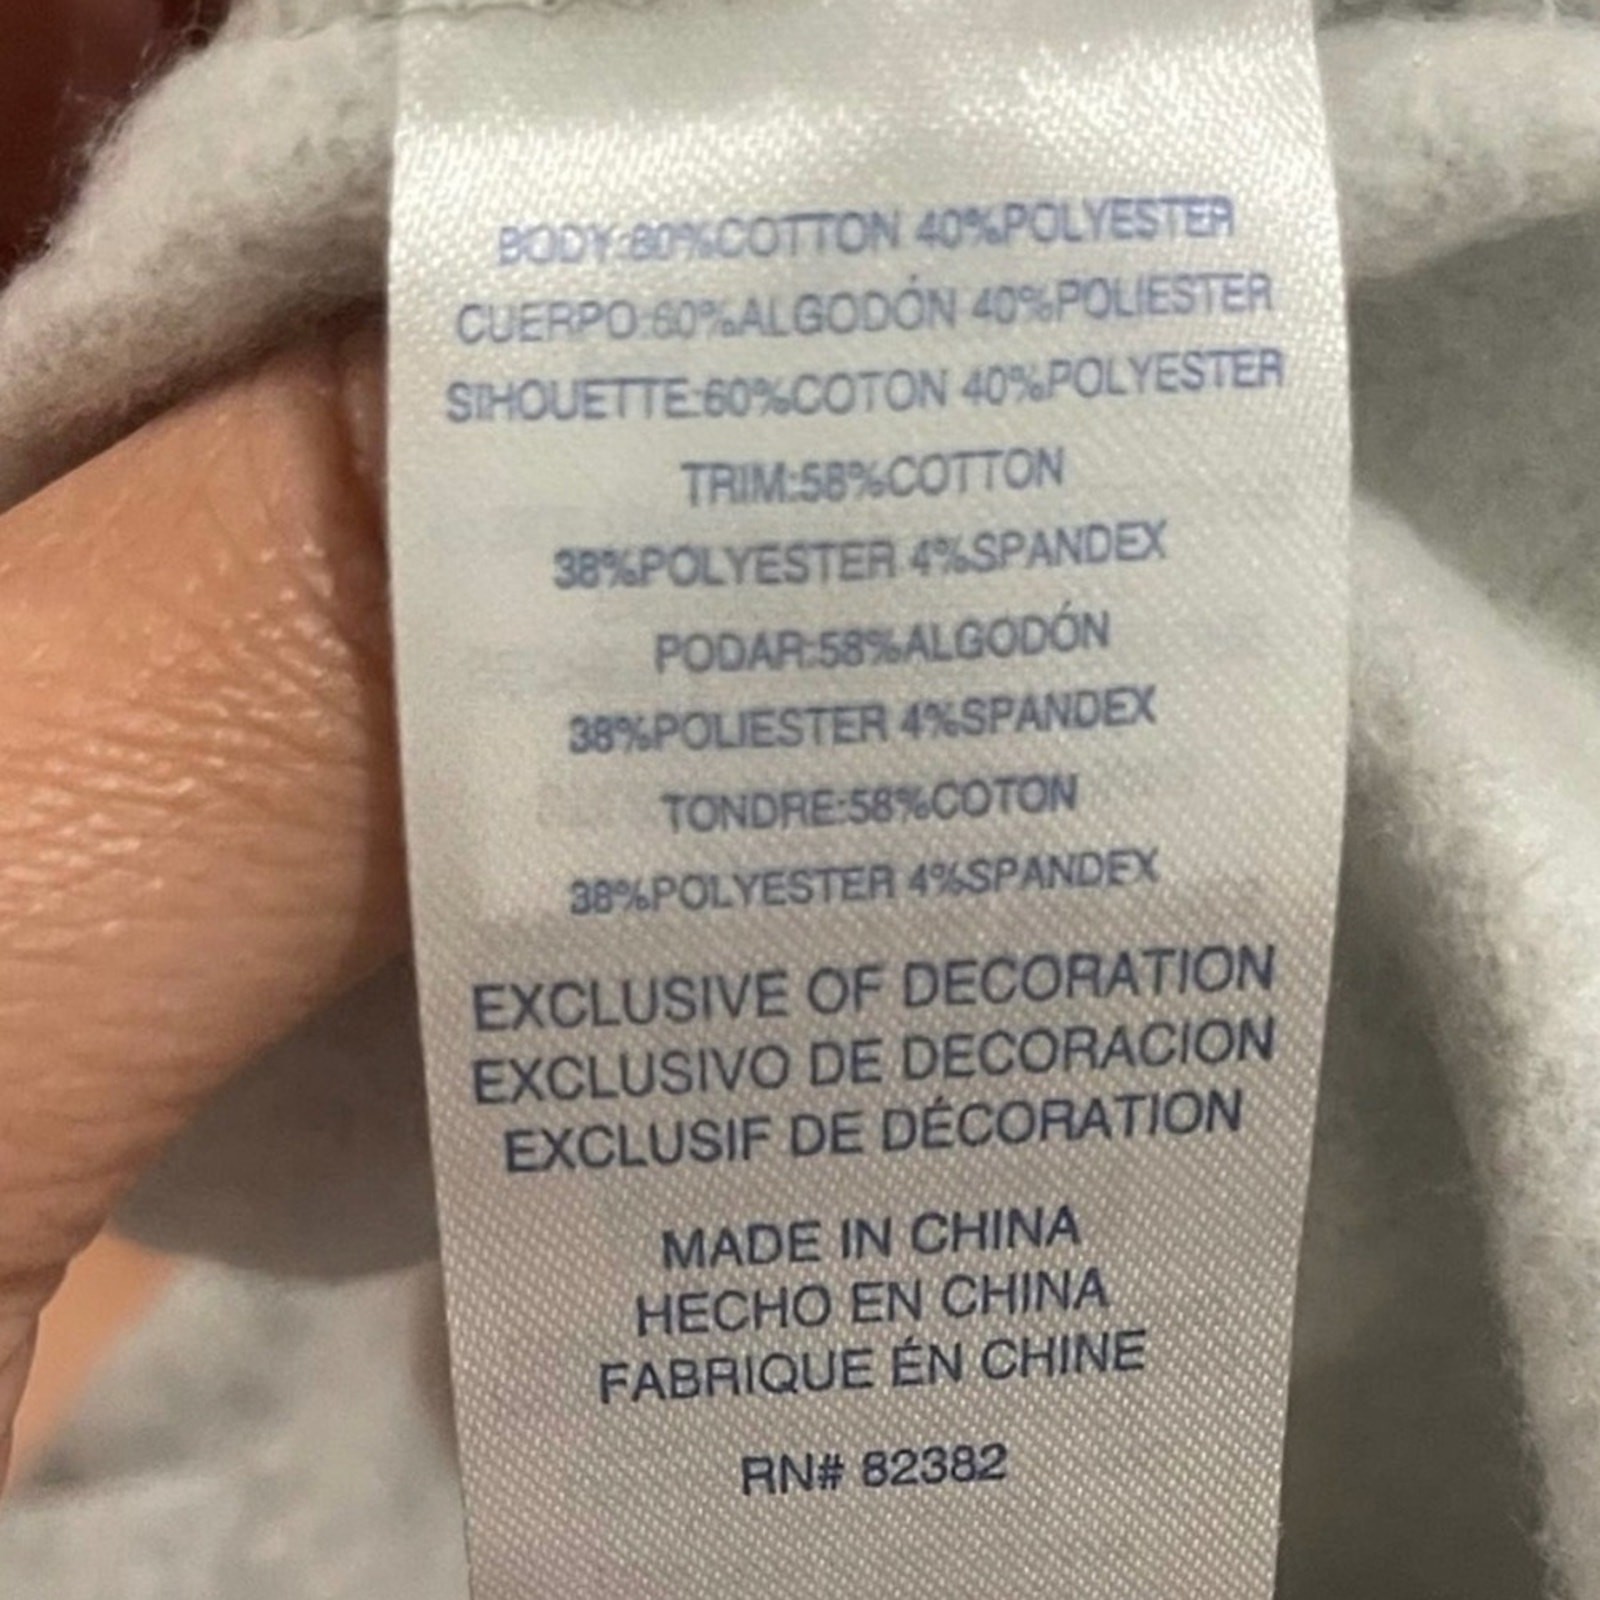 BODY:60%COTTON 40%POLYESTER
CUERPO:60%ALGODÓN 40%POLIESTER
SIHOUETTE:60%COTON 40%POLYESTER
TRIM:58%COTTON
38%POLYESTER 4%SPANDEX
PODAR:58%ALGODÓN
38%POLIESTER 4%SPANDEX
TONDRE:58%COTON
38%POLYESTER 4%SPANDEX
EXCLUSIVE OF DECORATION
EXCLUSIVO DE DECORACION
EXCLUSIF DE DÉCORATION
MADE IN CHINA
HECHO EN CHINA
FABRIQUE ÉN CHINE
RN# 82382